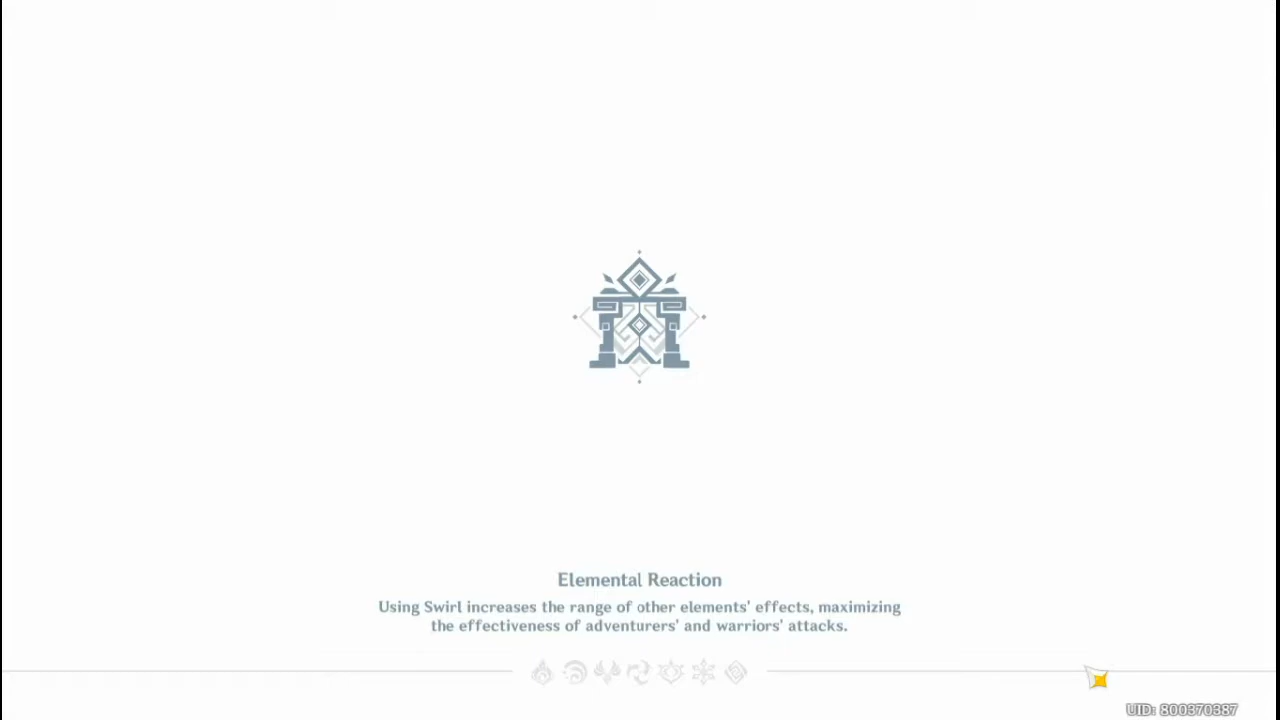 Elemental Reaction
Using Swirl increases the range of other elements' effects, maximizing
the effectiveness of adventurers' and warriors' attacks.
UID: 800370387